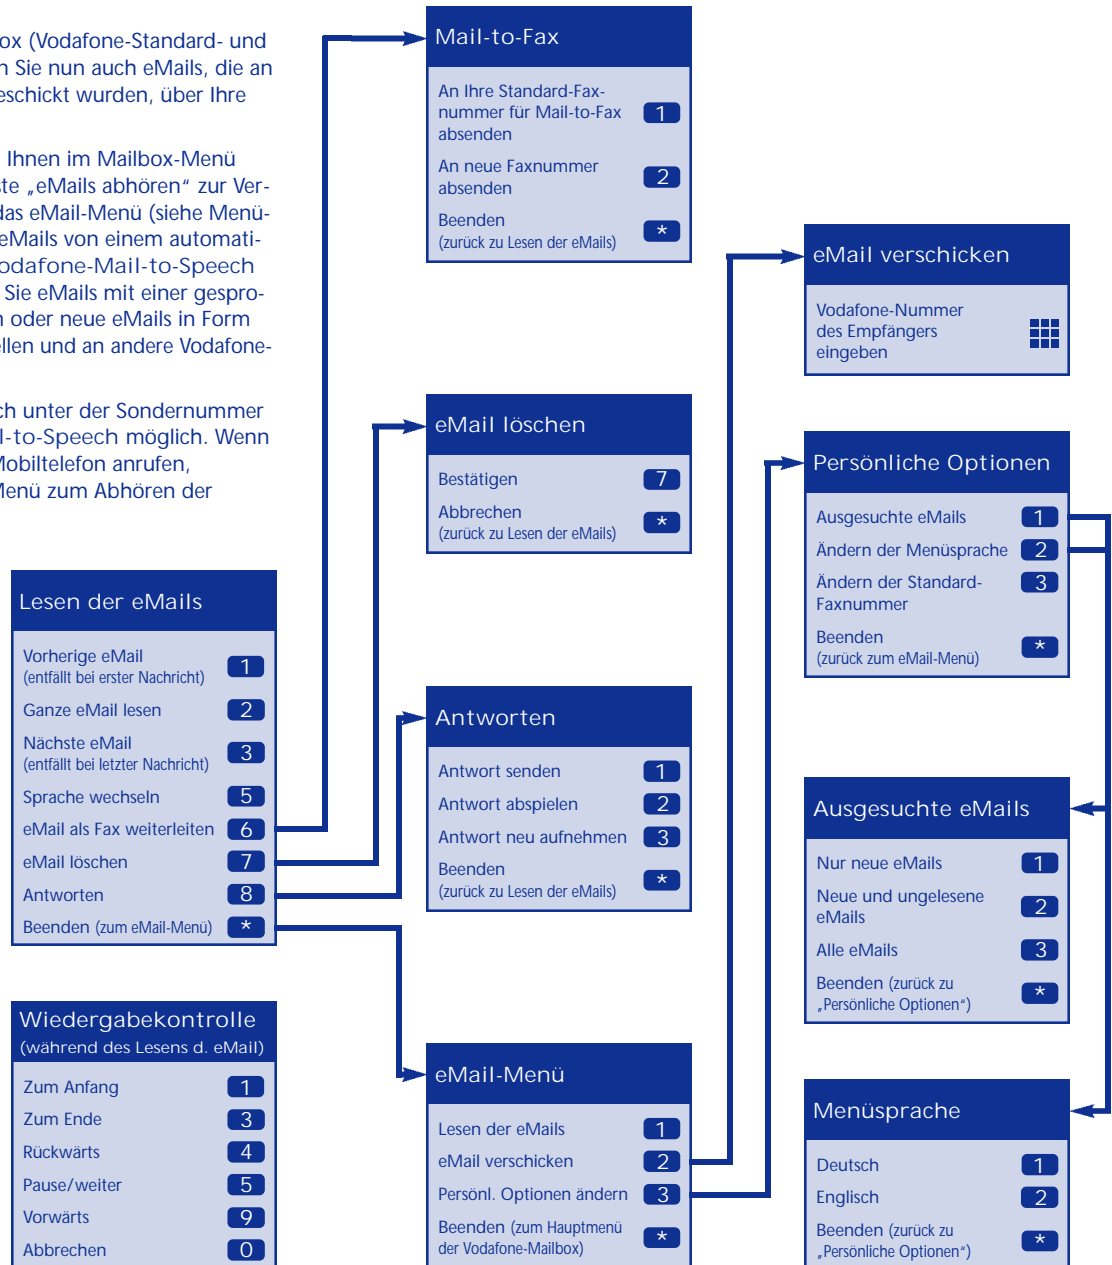 ox (Vodafone-Standard- und
n Sie nun auch eMails, die an
eschickt wurden, über Ihre
Ihnen im Mailbox-Menü
ste „eMails abhören“ zur Ver-
das eMail-Menü (siehe Menü-
eMails von einem automati-
odafone-Mail-to-Speech
Sie eMails mit einer gespro-
n oder neue eMails in Form
ellen und an andere Vodafone-
ch unter der Sondernummer
l-to-Speech möglich. Wenn
Mobiltelefon anrufen,
Menü zum Abhören der
Lesen der eMails
Vorherige eMail
(entfällt bei erster Nachricht) 1
Ganze eMail lesen 2
Nächste eMail
(entfällt bei letzter Nachricht) 3
Sprache wechseln 5
eMail als Fax weiterleiten 6
eMail löschen 7
Antworten 8
Beenden (zum eMail-Menü) *
Wiedergabekontrolle
(während des Lesens d. eMail)
Zum Anfang 1
Zum Ende 3
Rückwärts 4
Pause/weiter 5
Vorwärts 9
Abbrechen 0
Mail-to-Fax
An Ihre Standard-Fax-
nummer für Mail-to-Fax 1
absenden
An neue Faxnummer
absenden 2
Beenden
(zurück zu Lesen der eMails) *
eMail löschen
Bestätigen 7
Abbrechen
(zurück zu Lesen der eMails) *
Antworten
Antwort senden 1
Antwort abspielen 2
Antwort neu aufnehmen 3
Beenden
(zurück zu Lesen der eMails) *
eMail-Menü
Lesen der eMails 1
eMail verschicken 2
Persönl. Optionen ändern 3
Beenden (zum Hauptmenü
der Vodafone-Mailbox) *
eMail verschicken
Vodafone-Nummer
des Empfängers
eingeben
Persönliche Optionen
Ausgesuchte eMails 1
Ändern der Menüsprache 2
Ändern der Standard- 3
Faxnummer
Beenden
(zurück zum eMail-Menü) *
Ausgesuchte eMails
Nur neue eMails 1
Neue und ungelesene
eMails 2
Alle eMails 3
Beenden (zurück zu
„Persönliche Optionen“) *
Menüsprache
Deutsch 1
Englisch 2
Beenden (zurück zu
„Persönliche Optionen“) *